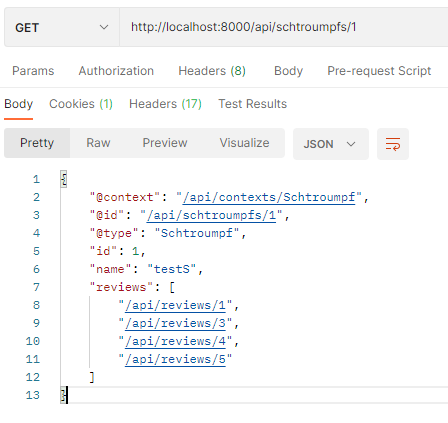 GET http://localhost:8000/api/schtroumpfs/1
Params Authorization Headers (8) Body Pre-request Script
Body Cookies (1) Headers (17) Test Results
Pretty Raw Preview Visualize JSON
1 {
2 "@context": "/api/contexts/Schtroumpf",
3 "@id": "/api/schtroumpfs/1",
4 "@type": "Schtroumpf",
5 "id": 1,
6 "name": "testS",
7 "reviews": [
8 "/api/reviews/1",
9 "/api/reviews/3",
10 "/api/reviews/4",
11 "/api/reviews/5"
12 ]
13 }